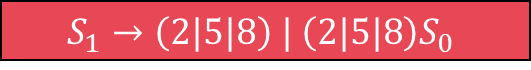 S₁ → (2|5|8) | (2|5|8)S₀